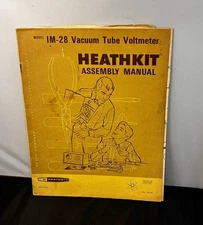 MODEL IM-28 Vacuum Tube Voltmeter
HEATHKIT
ASSEMBLY MANUAL